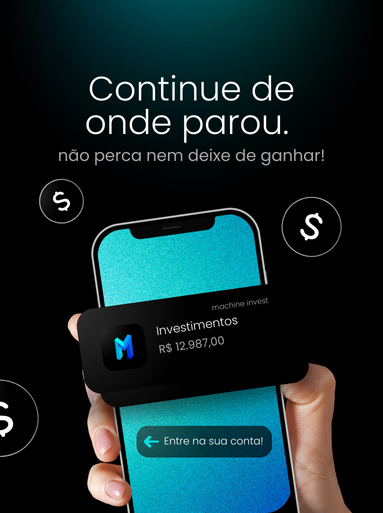 Continue de
onde parou.
não perca nem deixe de ganhar!
$
$
machine invest
Investimentos
R$ 12.987,00
M
$
Entre na sua conta!